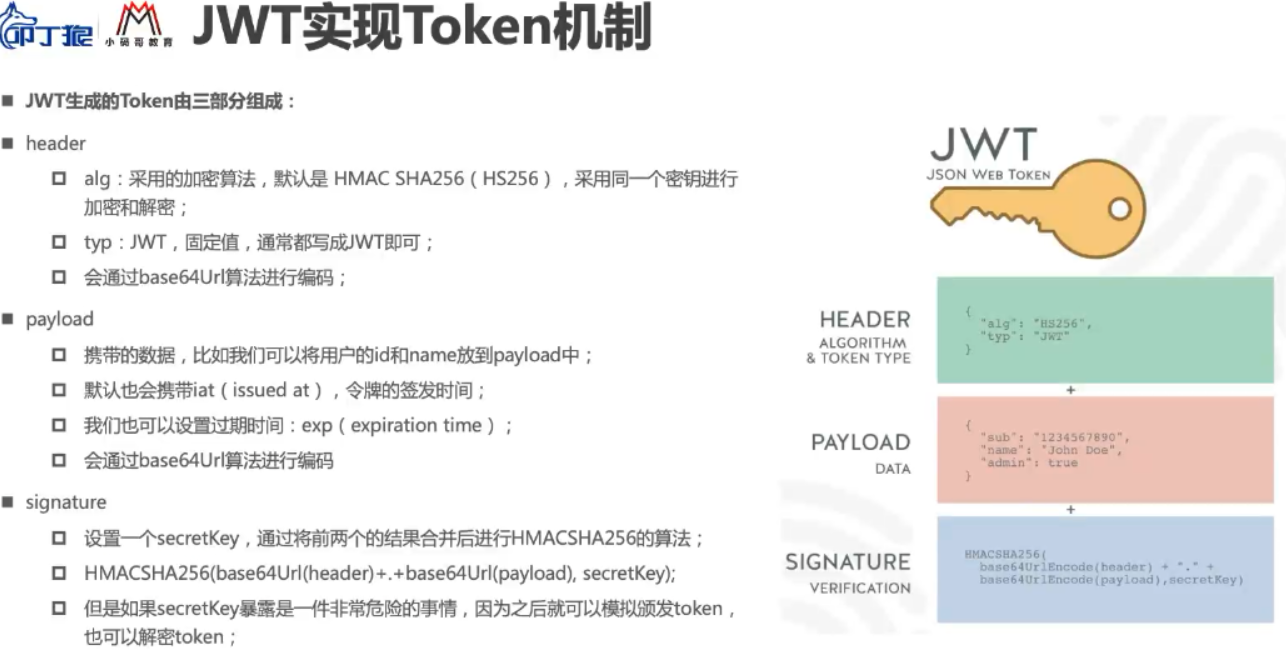 叩丁狼
小码哥教育
JWT实现Token机制
■ JWT生成的Token由三部分组成：
■ header
alg：采用的加密算法，默认是 HMAC SHA256（HS256），采用同一个密钥进行
加密和解密；
typ：JWT，固定值，通常都写成JWT即可；
会通过base64Url算法进行编码；
■ payload
携带的数据，比如我们可以将用户的id和name放到payload中；
默认也会携带iat（issued at），令牌的签发时间；
我们也可以设置过期时间：exp（expiration time）；
会通过base64Url算法进行编码
■ signature
设置一个secretKey，通过将前两个的结果合并后进行HMACSHA256的算法；
HMACSHA256(base64Url(header)+.+base64Url(payload), secretKey);
但是如果secretKey暴露是一件非常危险的事情，因为之后就可以模拟颁发token，
也可以解密token；
JWT
JSON WEB TOKEN
HEADER
ALGORITHM
& TOKEN TYPE
{
"alg": "HS256",
"typ": "JWT"
}
+
PAYLOAD
DATA
{
"sub": "1234567890",
"name": "John Doe",
"admin": true
}
+
SIGNATURE
VERIFICATION
HMACSHA256(
base64UrlEncode(header) + "." +
base64UrlEncode(payload),secretKey)